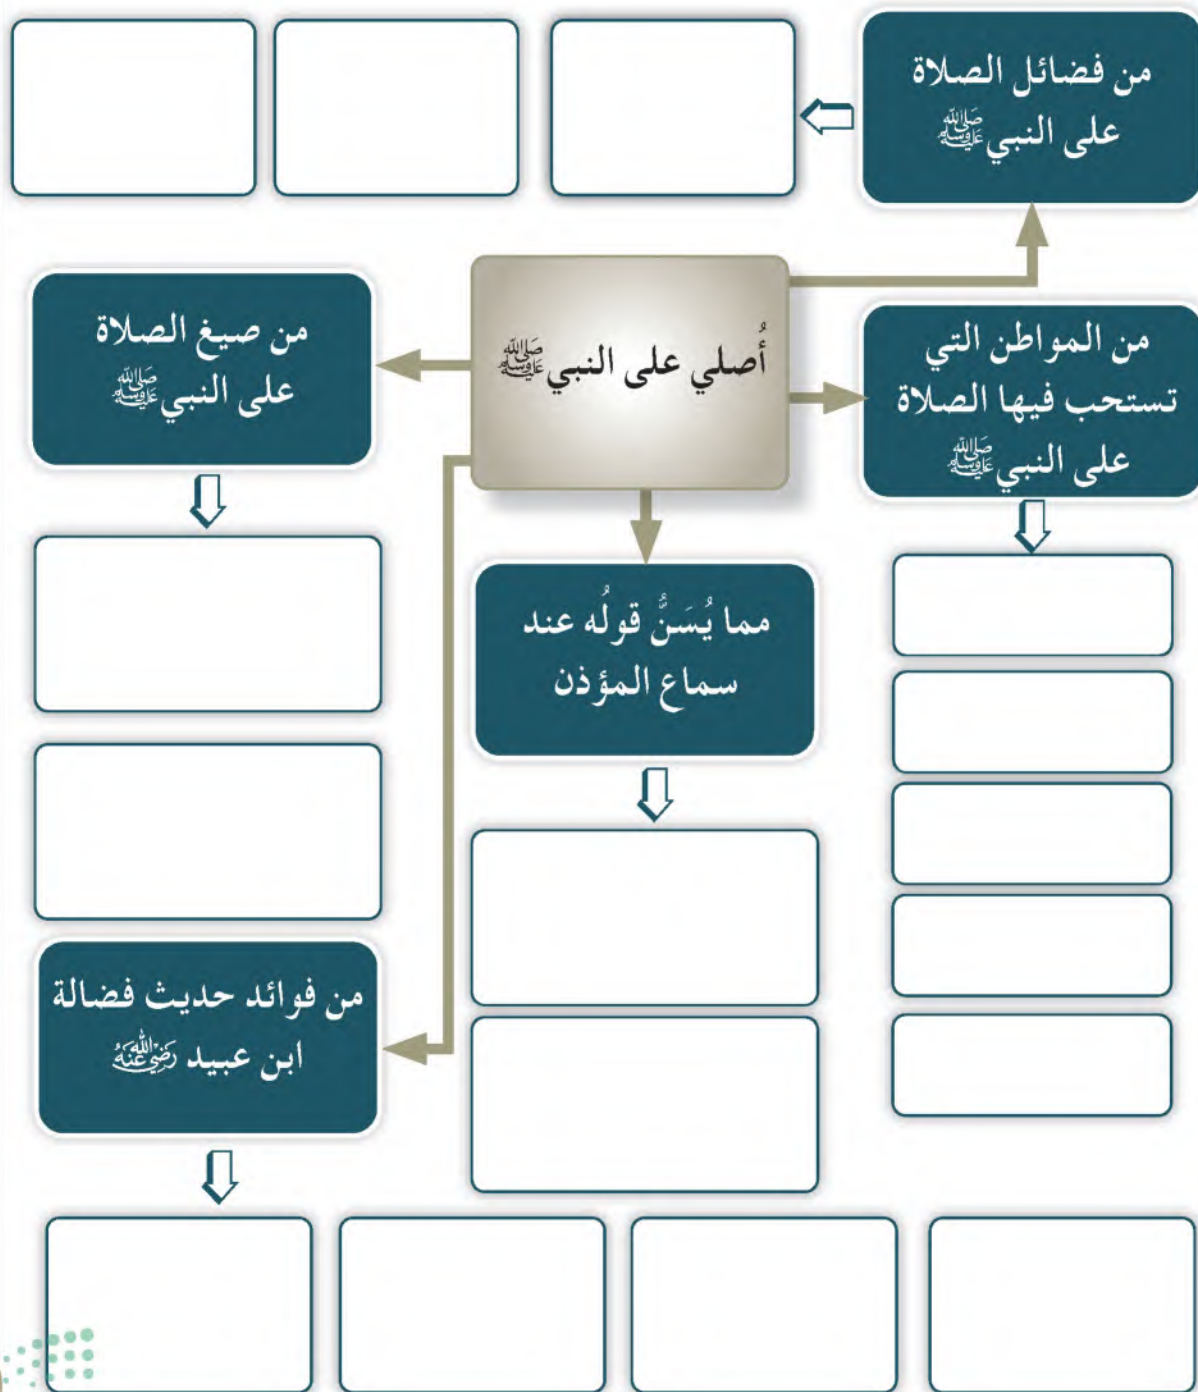 من فضائل الصلاة
على النبي ﷺ
أُصلي على النبي ﷺ
من صيغ الصلاة
على النبي ﷺ
من المواطن التي
تستحب فيها الصلاة
على النبي ﷺ
مما يُسَنُّ قولُه عند
سماع المؤذن
من فوائد حديث فضالة
ابن عبيد رَضِيَ اللَّهُ عَنْهُ